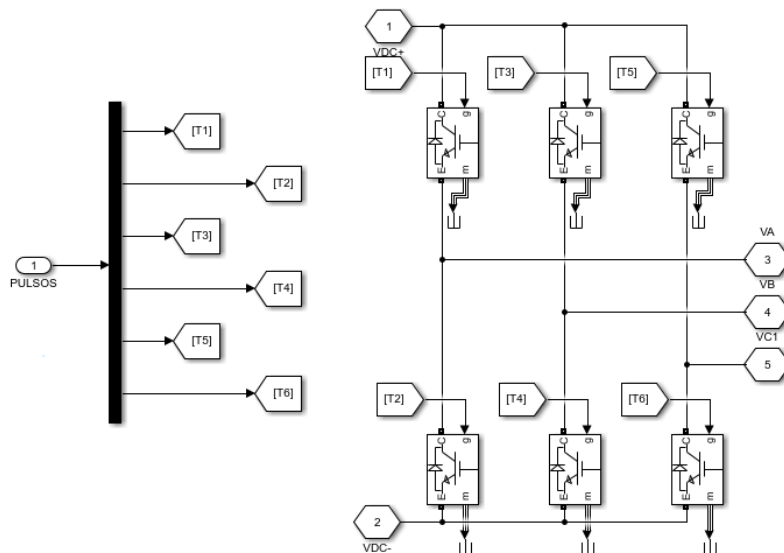 1
PULSOS
[T1]
[T2]
[T3]
[T4]
[T5]
[T6]
1
VDC+
[T1]
[T3]
[T5]
C
g
E
m
C
g
E
m
C
g
E
m
VA
3
VB
4
VC1
5
[T2]
[T4]
[T6]
C
g
E
m
C
g
E
m
C
g
E
m
2
VDC-